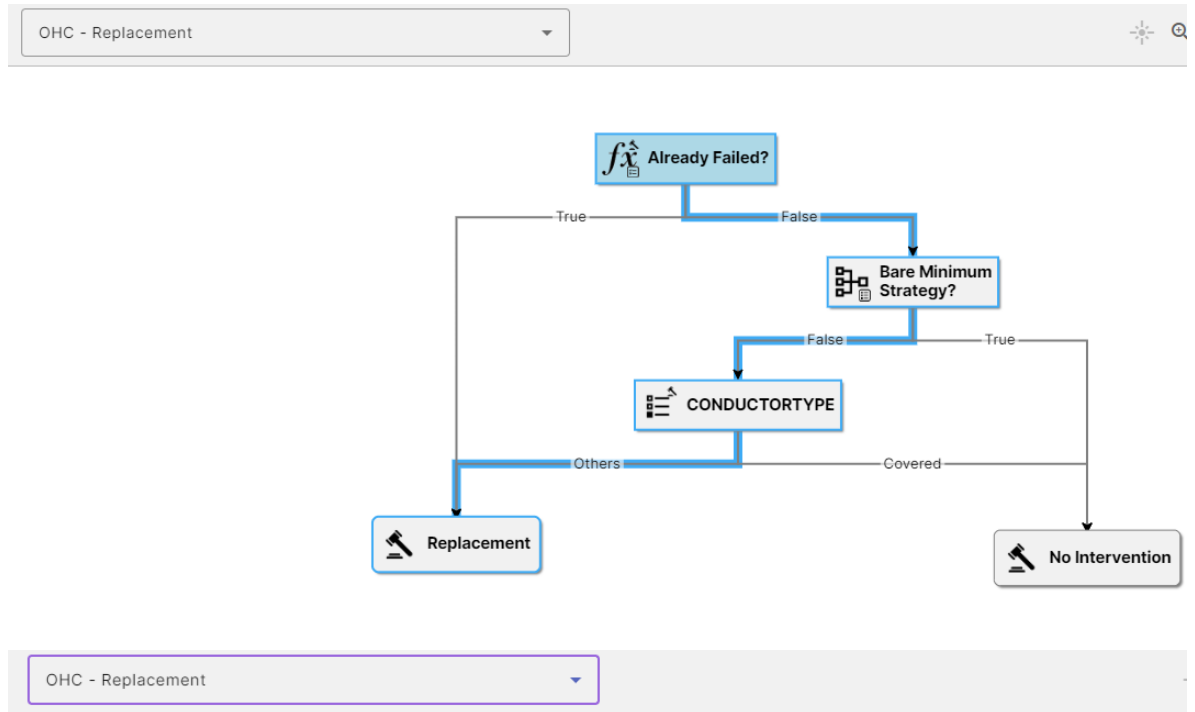 OHC - Replacement
Already Failed?
True
False
Bare Minimum
Strategy?
False
True
CONDUCTORTYPE
Others
Covered
Replacement
No Intervention
OHC - Replacement